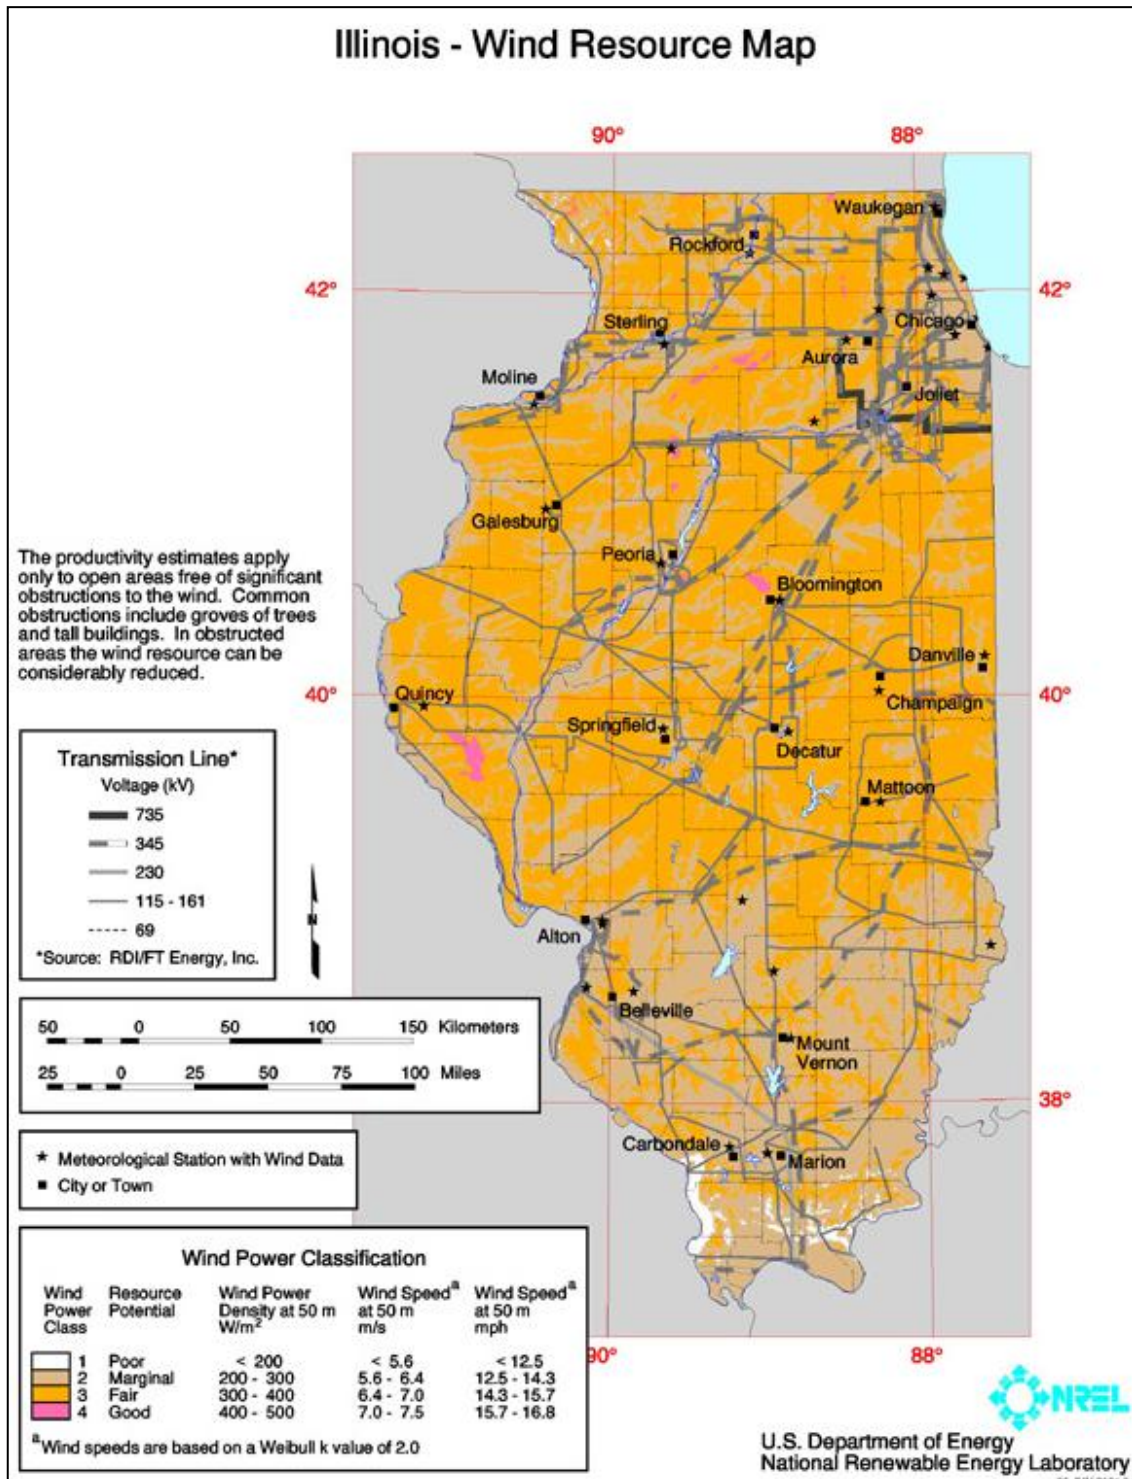 Illinois - Wind Resource Map
90° 88°
Waukegan
Rockford
42° 42°
Sterling
Chicago
Aurora
Moline
Joliet
Galesburg
Peoria
Bloomington
The productivity estimates apply
only to open areas free of significant
obstructions to the wind. Common
obstructions include groves of trees
and tall buildings. In obstructed
areas the wind resource can be
considerably reduced.
Danville
40° 40°
Quincy
Champaign
Springfield
Decatur
Mattoon
Transmission Line*
Voltage (kV)
735
345
230
115 - 161
69
*Source: RDI/FT Energy, Inc.
N
Alton
Belleville
Mount
Vernon
50 0 50 100 150 Kilometers
25 0 25 50 75 100 Miles
38°
Carbondale
Marion
★ Meteorological Station with Wind Data
■ City or Town
Wind Power Classification
Wind Power Class
Resource Potential
Wind Power Density at 50 m W/m²
Wind Speedᵃ at 50 m m/s
Wind Speedᵃ at 50 m mph
1 Poor < 200 < 5.6 < 12.5
2 Marginal 200 - 300 5.6 - 6.4 12.5 - 14.3
3 Fair 300 - 400 6.4 - 7.0 14.3 - 15.7
4 Good 400 - 500 7.0 - 7.5 15.7 - 16.8
ᵃ Wind speeds are based on a Weibull k value of 2.0
90° 88°
NREL
U.S. Department of Energy
National Renewable Energy Laboratory